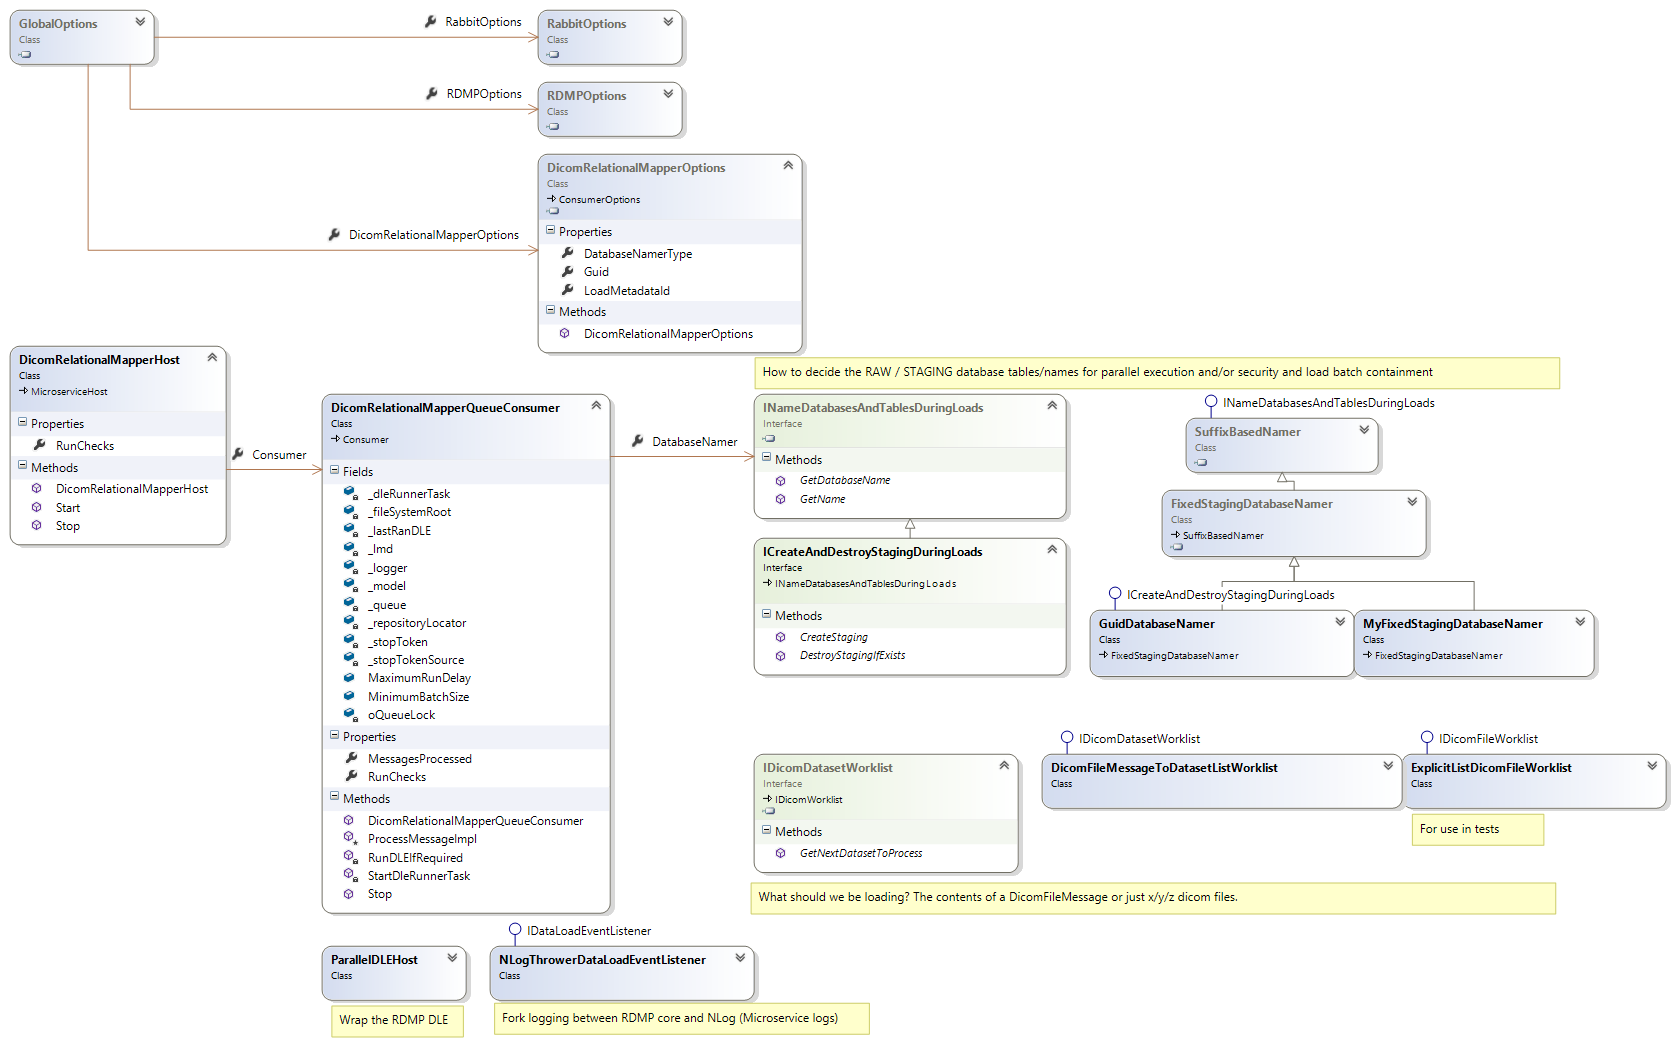 GlobalOptions
Class
RabbitOptions
RabbitOptions
Class
RDMPOptions
RDMPOptions
Class
DicomRelationalMapperOptions
DicomRelationalMapperOptions
Class
ConsumerOptions
Properties
DatabaseNamerType
Guid
LoadMetadataId
Methods
DicomRelationalMapperOptions
DicomRelationalMapperHost
Class
MicroserviceHost
Properties
RunChecks
Methods
DicomRelationalMapperHost
Start
Stop
Consumer
DicomRelationalMapperQueueConsumer
Class
Consumer
Fields
_dleRunnerTask
_fileSystemRoot
_lastRanDLE
_lmd
_logger
_model
_queue
_repositoryLocator
_stopToken
_stopTokenSource
MaximumRunDelay
MinimumBatchSize
oQueueLock
Properties
MessagesProcessed
RunChecks
Methods
DicomRelationalMapperQueueConsumer
ProcessMessageImpl
RunDLEIfRequired
StartDleRunnerTask
Stop
DatabaseNamer
How to decide the RAW / STAGING database tables/names for parallel execution and/or security and load batch containment
INameDatabasesAndTablesDuringLoads
Interface
Methods
GetDatabaseName
GetName
ICreateAndDestroyStagingDuringLoads
Interface
INameDatabasesAndTablesDuringLoads
Methods
CreateStaging
DestroyStagingIfExists
INameDatabasesAndTablesDuringLoads
SuffixBasedNamer
Class
FixedStagingDatabaseNamer
Class
SuffixBasedNamer
ICreateAndDestroyStagingDuringLoads
GuidDatabaseNamer
Class
FixedStagingDatabaseNamer
MyFixedStagingDatabaseNamer
Class
FixedStagingDatabaseNamer
IDicomDatasetWorklist
Interface
IDicomWorklist
Methods
GetNextDatasetToProcess
IDicomDatasetWorklist
DicomFileMessageToDatasetListWorklist
Class
IDicomFileWorklist
ExplicitListDicomFileWorklist
Class
For use in tests
What should we be loading? The contents of a DicomFileMessage or just x/y/z dicom files.
ParallelDLEHost
Class
Wrap the RDMP DLE
IDataLoadEventListener
NLogThrowerDataLoadEventListener
Class
Fork logging between RDMP core and NLog (Microservice logs)